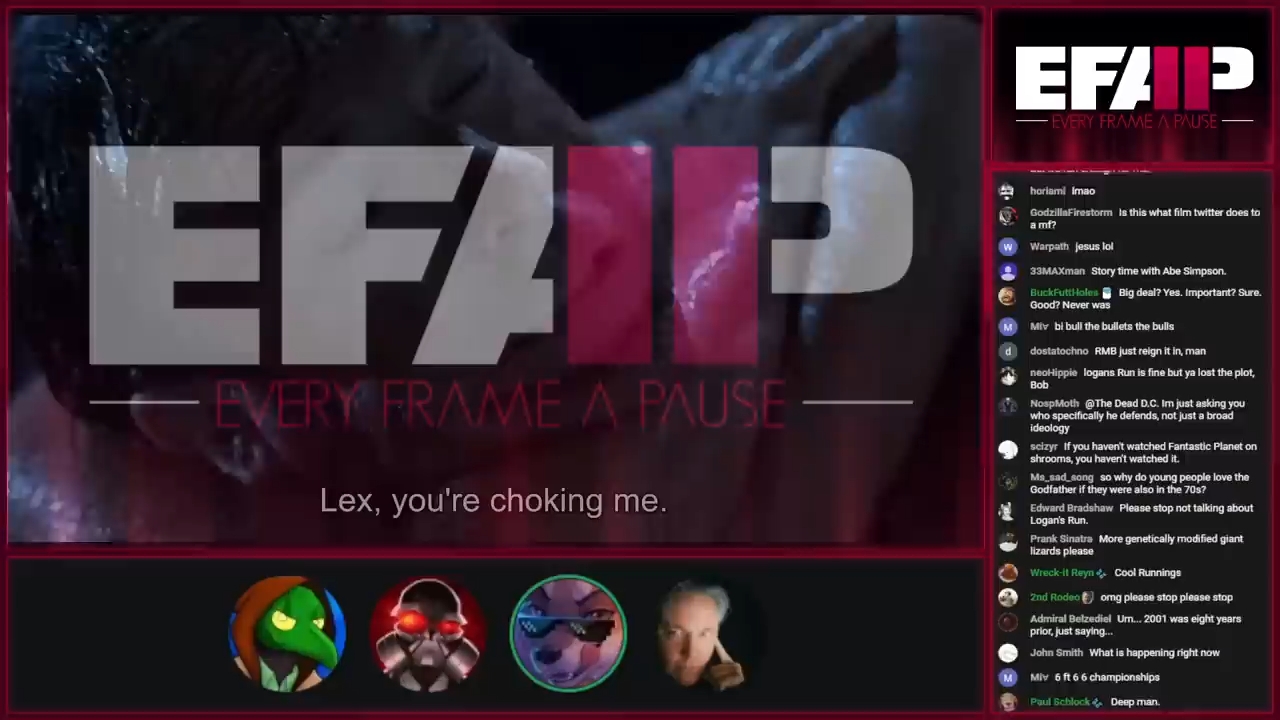 EFAP
EVERY FRAME A PAUSE
Lex, you're choking me.
EFAP
EVERY FRAME A PAUSE
horiami lmao
GodzillaFirestorm Is this what film twitter does to
a mf?
W
Warpath jesus lol
33MAXman Story time with Abe Simpson.
BuckFuttHoles Big deal? Yes. Important? Sure.
Good? Never was
M
Miv bi bull the bullets the bulls
d
dostatochno RMB just reign it in, man
neoHippie logans Run is fine but ya lost the plot,
Bob
NospMoth @The Dead D.C. Im just asking you
who specifically he defends, not just a broad
ideology
scizyr If you haven't watched Fantastic Planet on
shrooms, you haven't watched it.
Ms_sad_song so why do young people love the
Godfather if they were also in the 70s?
Edward Bradshaw Please stop not talking about
Logan's Run.
Prank Sinatra More genetically modified giant
lizards please
Wreck-it Reyn Cool Runnings
2nd Rodeo omg please stop please stop
Admiral Belzediel Um... 2001 was eight years
prior, just saying...
John Smith What is happening right now
M
Miv 6 ft 6 6 championships
Paul Schlock Deep man.